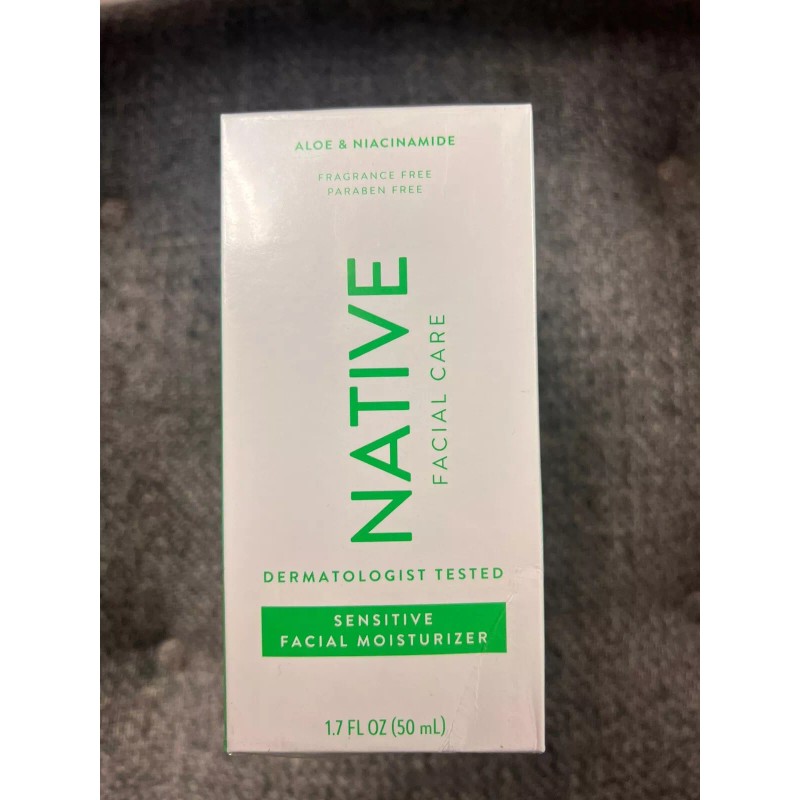 ALOE & NIACINAMIDE
FRAGRANCE FREE
PARABEN FREE
NATIVE
FACIAL CARE
DERMATOLOGIST TESTED
SENSITIVE
FACIAL MOISTURIZER
1.7 FL OZ (50 mL)